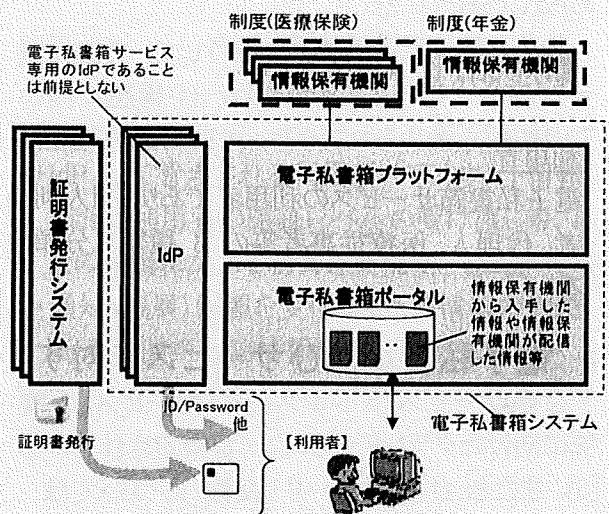 制度(医療保険)
制度(年金)
電子私書箱サービス
専用のIdPであること
は前提としない
情報保有機関
情報保有機関
証明書発行システム
IdP
電子私書箱プラットフォーム
電子私書箱ポータル
情報保有機関
から入手した
情報や情報保
有機関が配信
した情報等
‥
ID/Password
他
電子私書箱システム
証明書発行
【利用者】